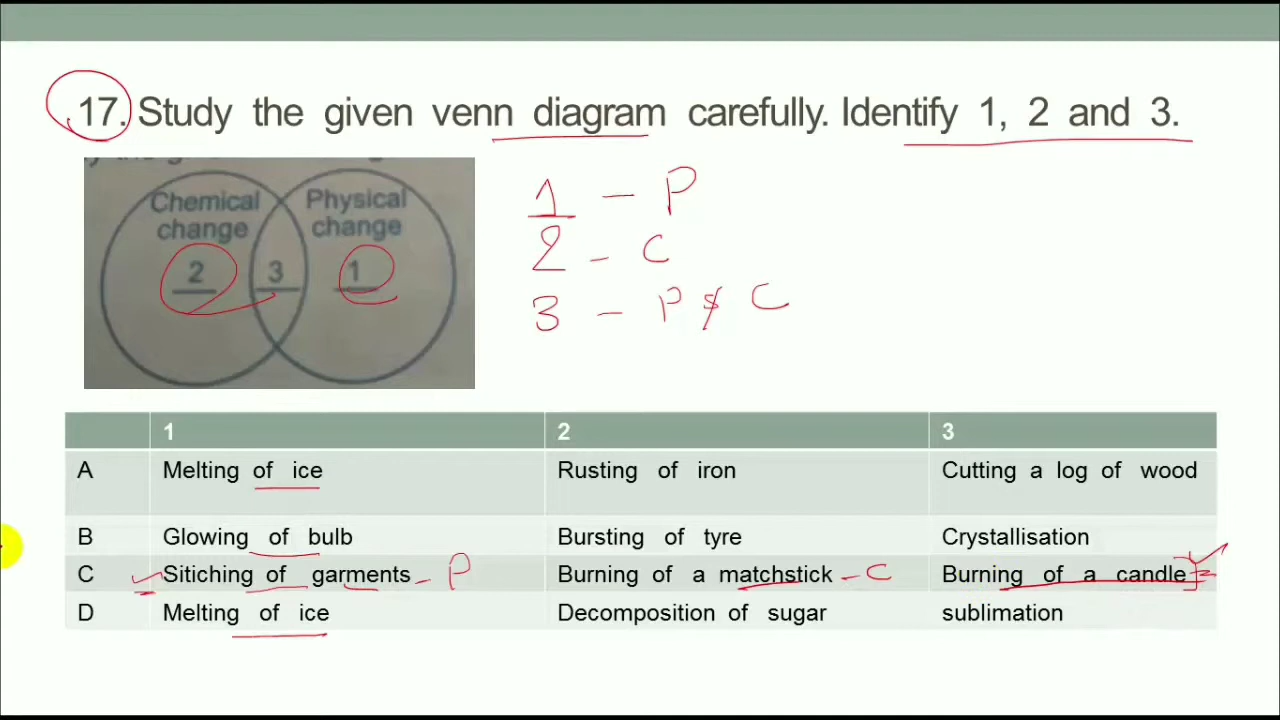 17. Study the given venn diagram carefully. Identify 1, 2 and 3.
Chemical change
Physical change
2 3 1
1 - P
2 - C
3 - P & C
1 2 3
A Melting of ice Rusting of iron Cutting a log of wood
B Glowing of bulb Bursting of tyre Crystallisation
C Sitiching of garments - P Burning of a matchstick - C Burning of a candle
D Melting of ice Decomposition of sugar sublimation